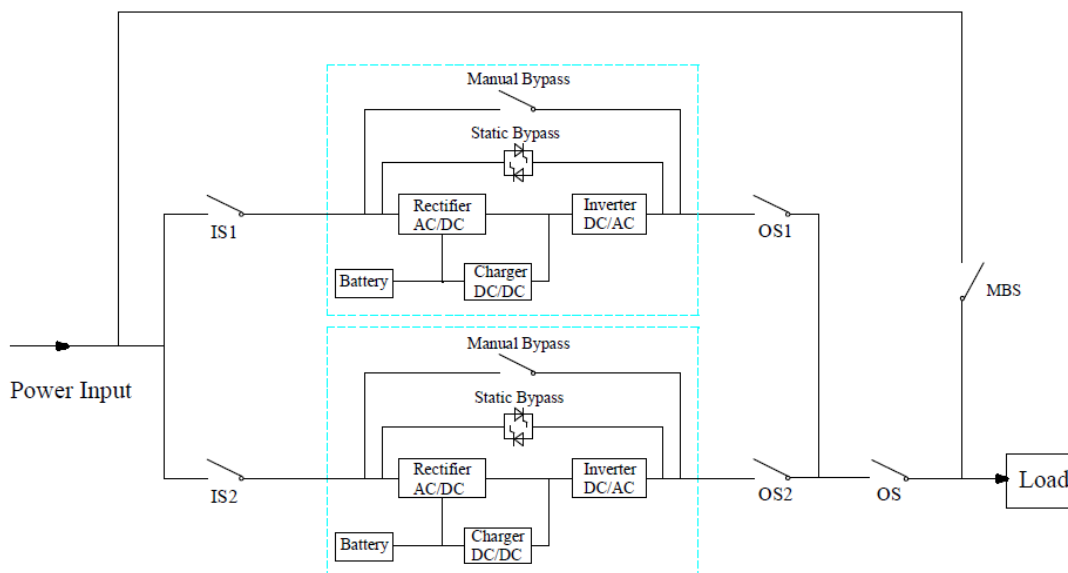 Manual Bypass
Static Bypass
Rectifier
AC/DC
Inverter
DC/AC
IS1
OS1
Battery
Charger
DC/DC
MBS
Manual Bypass
Power Input
Static Bypass
Rectifier
AC/DC
Inverter
DC/AC
Load
IS2
OS2
OS
Battery
Charger
DC/DC